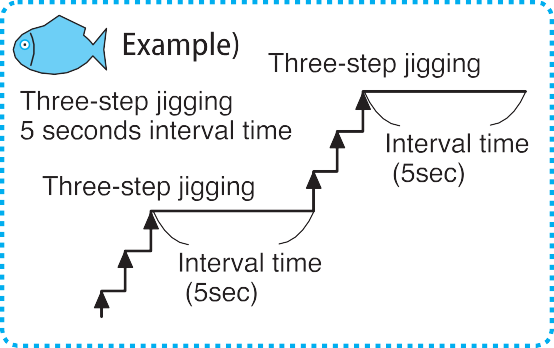 Example)
Three-step jigging
Three-step jigging
5 seconds interval time
Interval time
(5sec)
Three-step jigging
Interval time
(5sec)